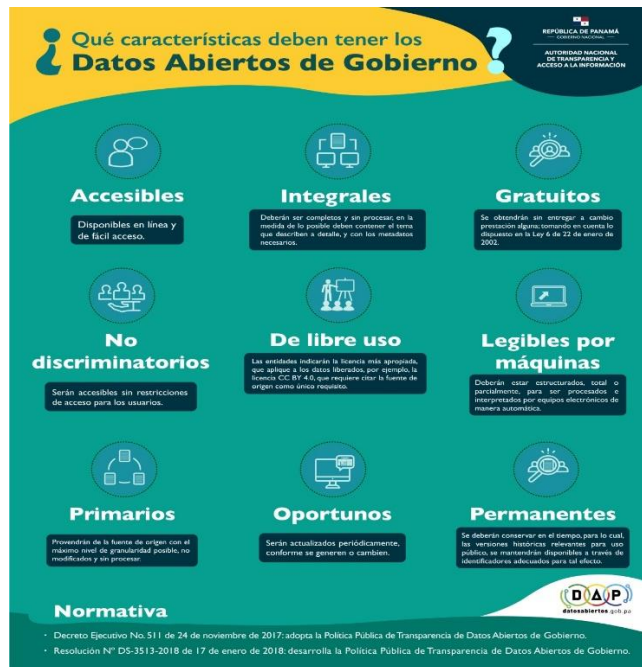 ¿Qué características deben tener los
Datos Abiertos de Gobierno?
REPÚBLICA DE PANAMÁ
— GOBIERNO NACIONAL —
AUTORIDAD NACIONAL
DE TRANSPARENCIA Y
ACCESO A LA INFORMACIÓN
Accesibles
Disponibles en línea y
de fácil acceso.
Integrales
Deberán ser completos y sin procesar, en la
medida de lo posible deben contener el tema
que describen a detalle, y con los metadatos
necesarios.
Gratuitos
Se obtendrán sin entregar a cambio
prestación alguna; tomando en cuenta lo
dispuesto en la Ley 6 de 22 de enero de
2002.
No
discriminatorios
Serán accesibles sin restricciones
de acceso para los usuarios.
De libre uso
Las entidades indicarán la licencia más apropiada,
que aplique a los datos liberados, por ejemplo, la
licencia CC BY 4.0, que requiere citar la fuente de
origen como único requisito.
Legibles por
máquinas
Deberán estar estructurados, total o
parcialmente, para ser procesados e
interpretados por equipos electrónicos de
manera automática.
Primarios
Provendrán de la fuente de origen con el
máximo nivel de granularidad posible, no
modificados y sin procesar.
Oportunos
Serán actualizados periódicamente,
conforme se generen o cambien.
Permanentes
Se deberán conservar en el tiempo, para lo cual,
las versiones históricas relevantes para uso
público, se mantendrán disponibles a través de
identificadores adecuados para tal efecto.
DAP
datosabiertos.gob.pa
Normativa
• Decreto Ejecutivo No. 511 de 24 de noviembre de 2017: adopta la Política Pública de Transparencia de Datos Abiertos de Gobierno.
• Resolución N° DS-3513-2018 de 17 de enero de 2018: desarrolla la Política Pública de Transparencia de Datos Abiertos de Gobierno.